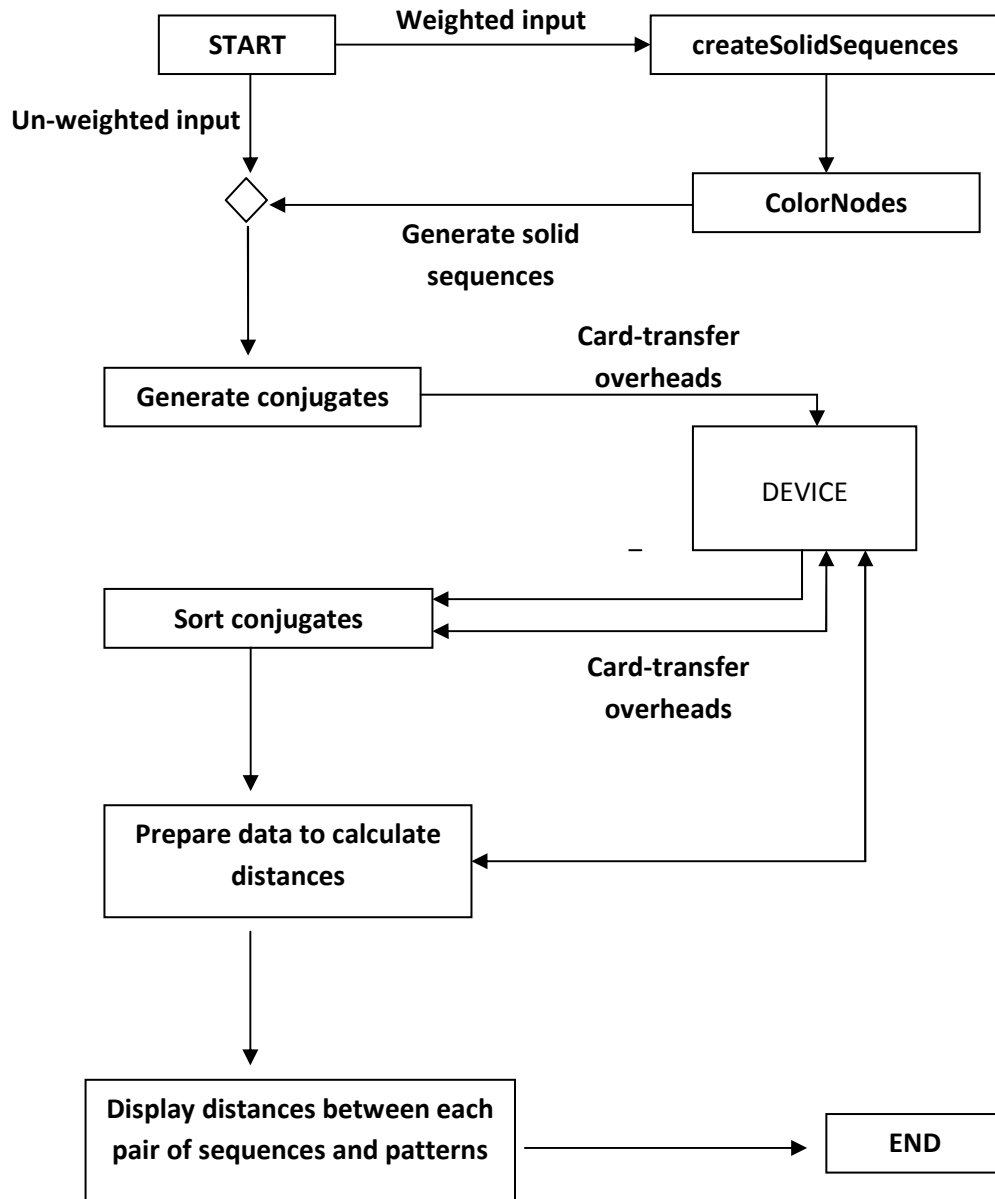 Weighted input
START
createSolidSequences
Un-weighted input
ColorNodes
Generate solid
sequences
Card-transfer
overheads
Generate conjugates
DEVICE
Sort conjugates
Card-transfer
overheads
Prepare data to calculate
distances
Display distances between each
pair of sequences and patterns
END